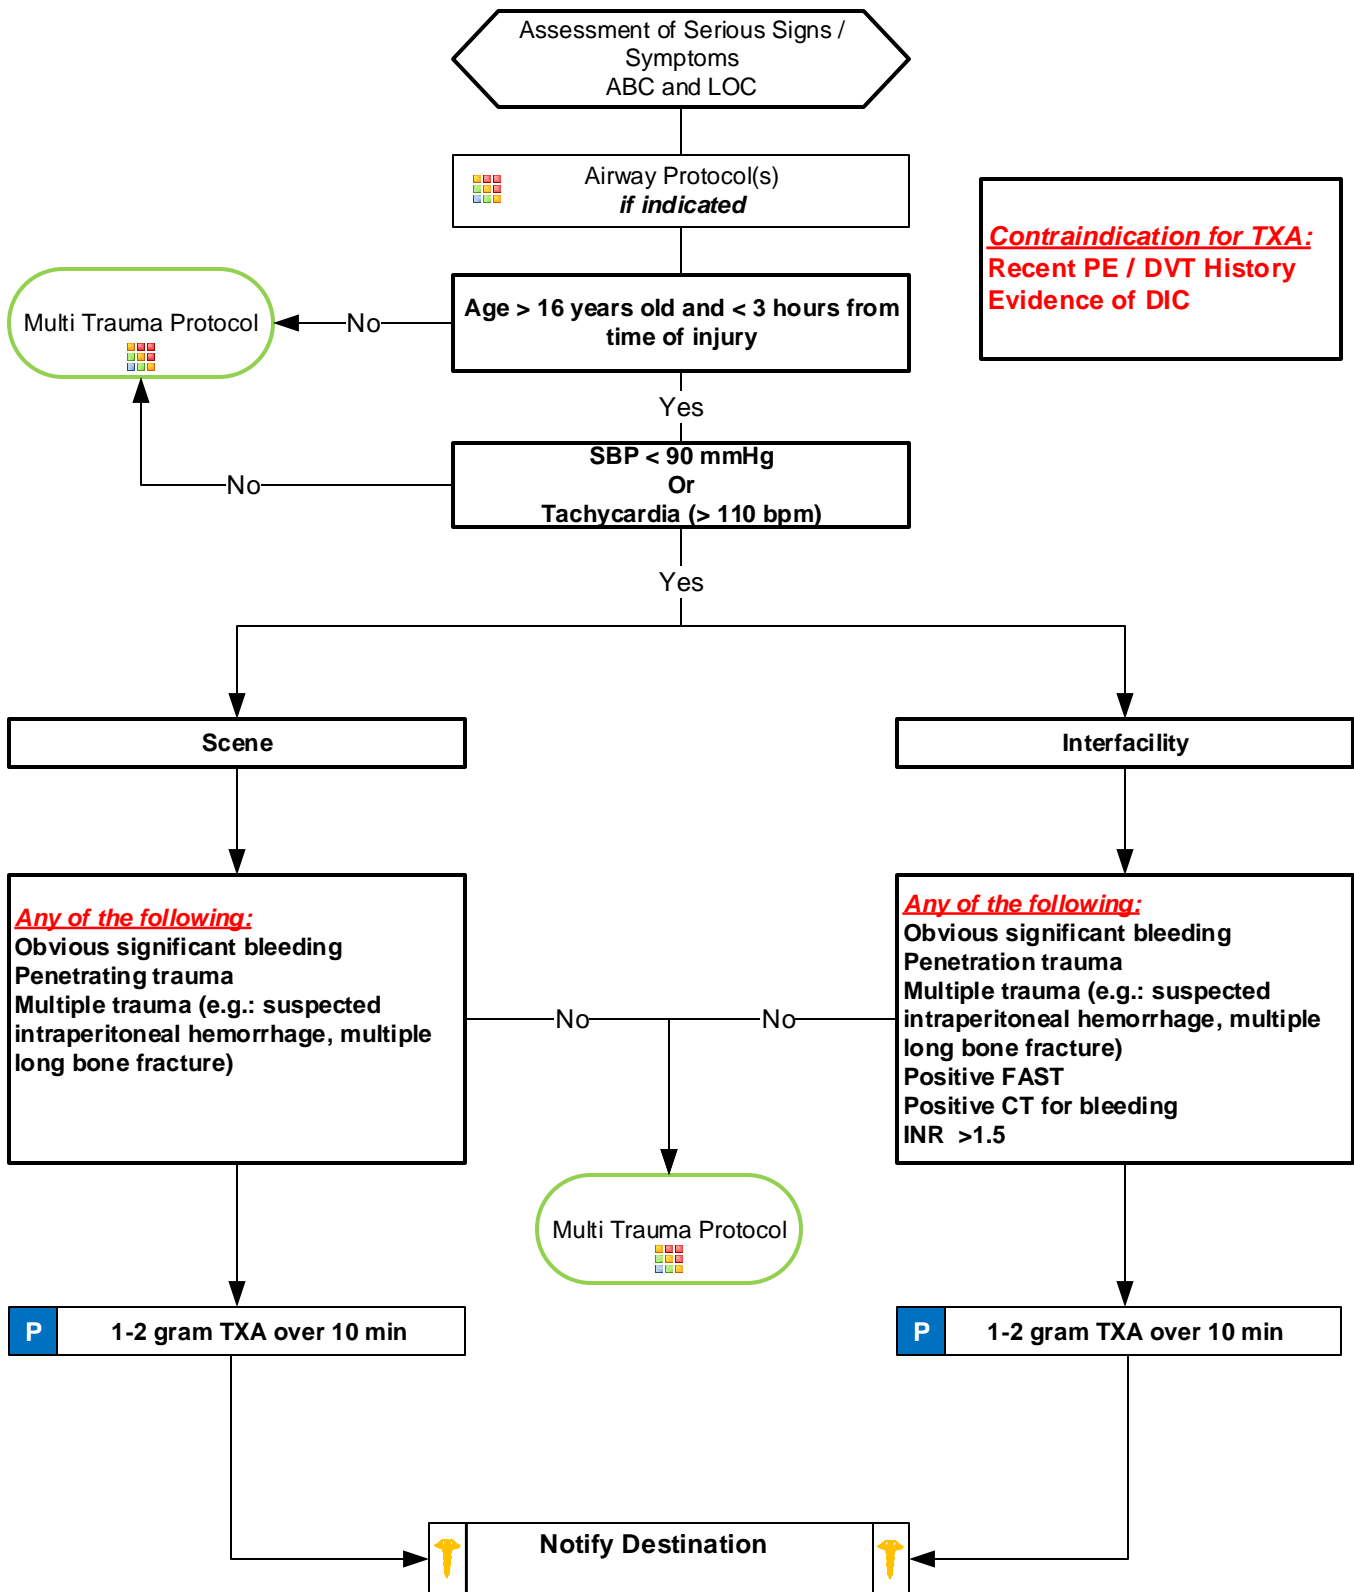 Assessment of Serious Signs /
Symptoms
ABC and LOC
Airway Protocol(s)
if indicated
Contraindication for TXA:
Recent PE / DVT History
Evidence of DIC
Age > 16 years old and < 3 hours from
time of injury
No
Multi Trauma Protocol
Yes
SBP < 90 mmHg
Or
Tachycardia (> 110 bpm)
No
Yes
Scene
Interfacility
Any of the following:
Obvious significant bleeding
Penetrating trauma
Multiple trauma (e.g.: suspected
intraperitoneal hemorrhage, multiple
long bone fracture)
No
No
Any of the following:
Obvious significant bleeding
Penetration trauma
Multiple trauma (e.g.: suspected
intraperitoneal hemorrhage, multiple
long bone fracture)
Positive FAST
Positive CT for bleeding
INR >1.5
Multi Trauma Protocol
P 1-2 gram TXA over 10 min
P 1-2 gram TXA over 10 min
Notify Destination